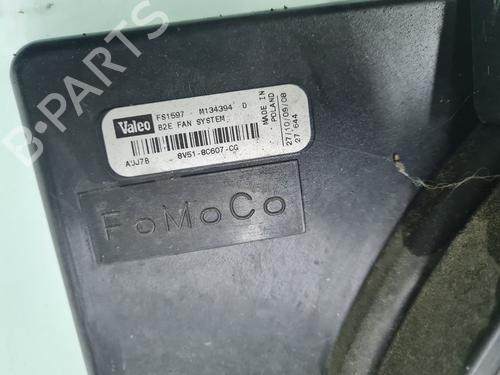 FS1597 M134394 D
Valeo B2E FAN SYSTEM
8V51-8C607-CG
MADE IN
POLAND
27/10/09/08
27 644
FoMoCo
B-PARTS